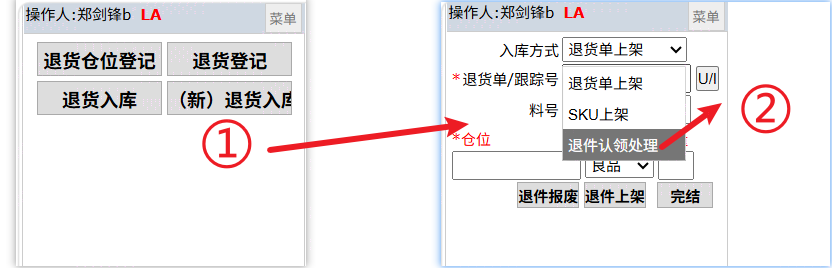 操作人:郑剑锋b LA 菜单
退货仓位登记 退货登记
退货入库 （新）退货入库
①
操作人:郑剑锋b LA 菜单
入库方式 退货单上架
*退货单/跟踪号 U/I
退货单上架
料号 SKU上架
*仓位 退件认领处理
良品
退件报废 退件上架 完结
②